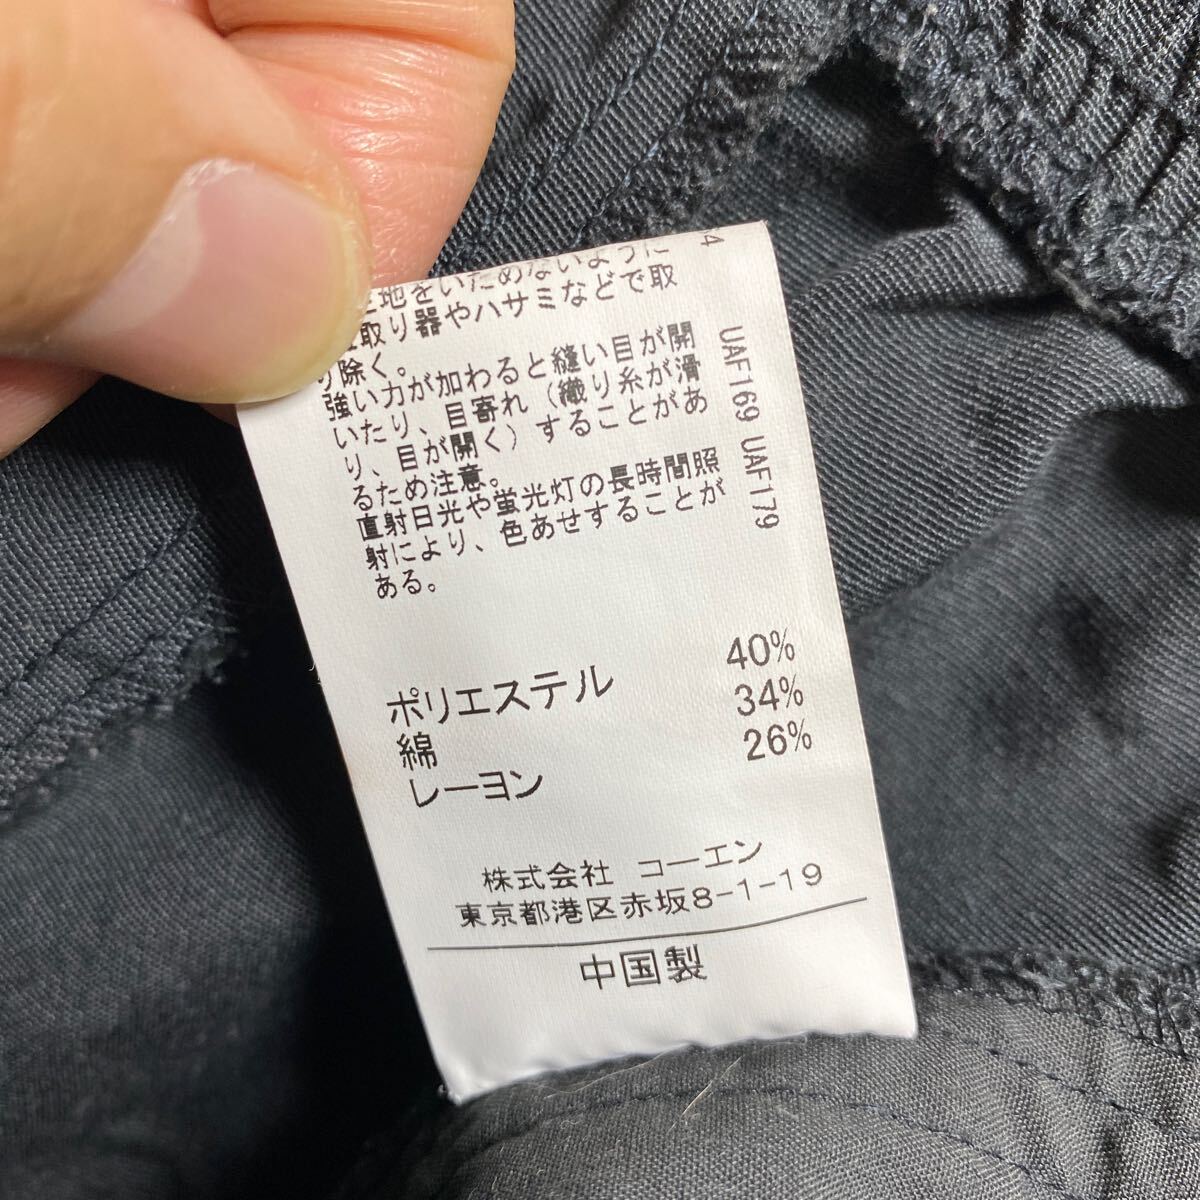 地をいためないように
取り器やハサミなどで取
り除く。
強い力が加わると縫い目が開
いたり、目寄れ（織り糸が滑
り、目が開く）することがあ
るため注意。
直射日光や蛍光灯の長時間照
射により、色あせすることが
ある。
UAF169 UAF179
ポリエステル 40%
綿 34%
レーヨン 26%
株式会社 コーエン
東京都港区赤坂8-1-19
中国製